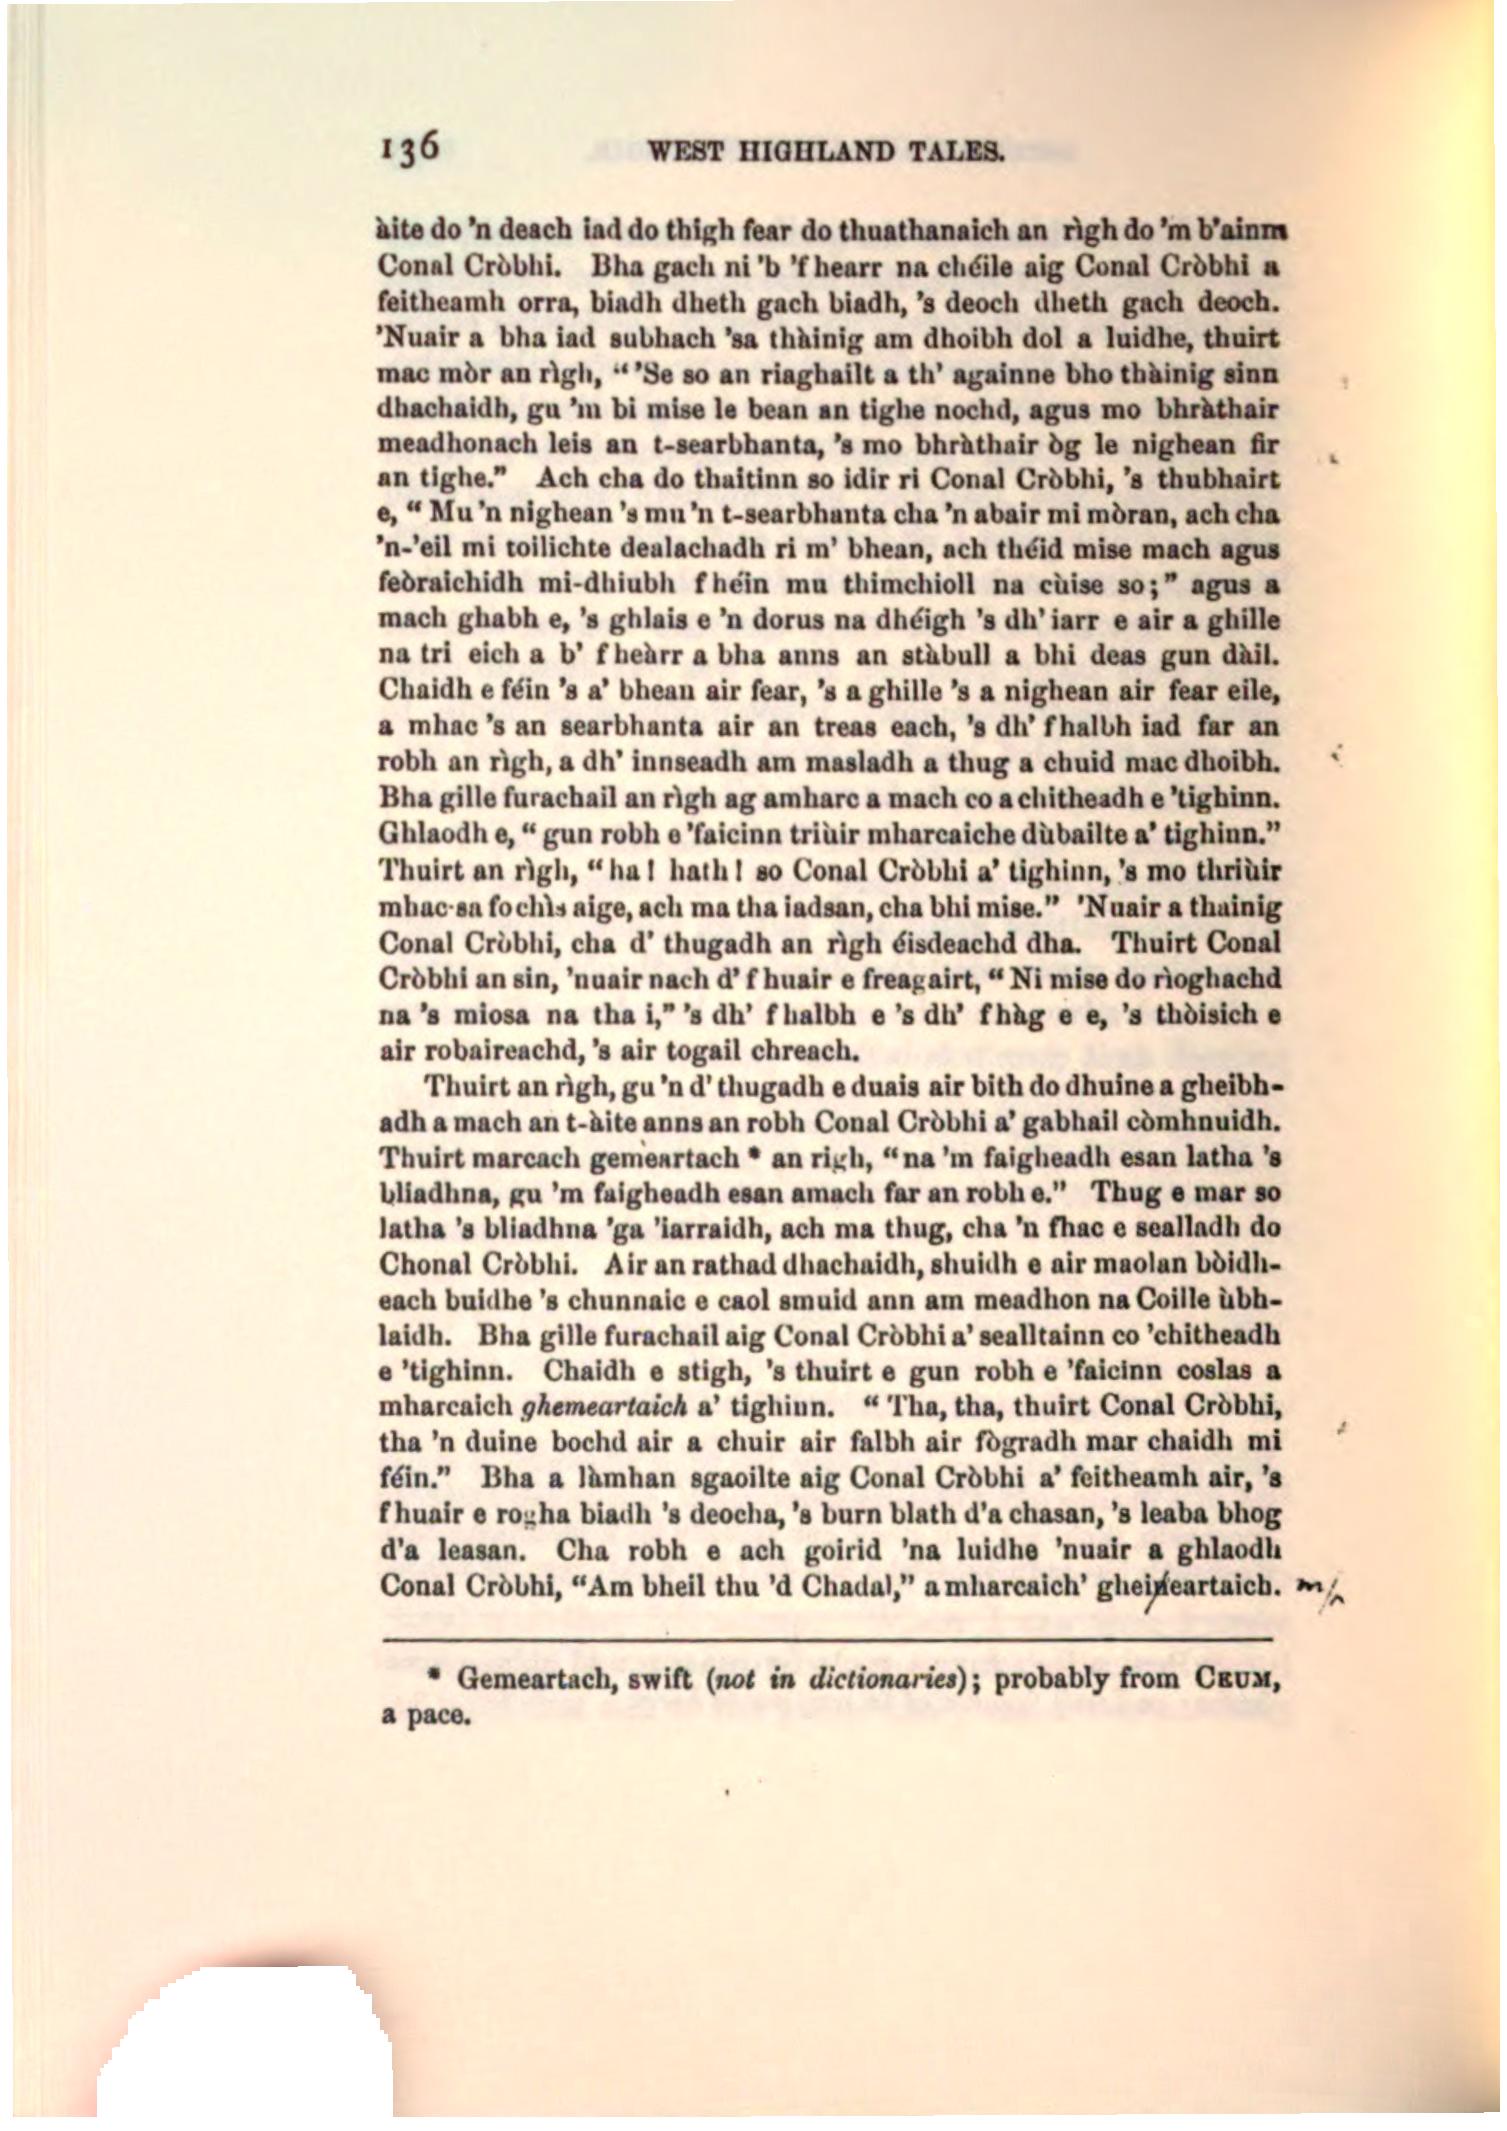 136 WEST HIGHLAND TALES.
àite do 'n deach iad do thigh fear do thuathanaich an rìgh do 'm b'ainm
Conal Cròbhi. Bha gach ni 'b 'fhearr na chéile aig Conal Cròbhi a
feitheamh orra, biadh dheth gach biadh, 's deoch dheth gach deoch.
'Nuair a bha iad subhach 'sa thàinig am dhoibh dol a luidhe, thuirt
mac mòr an rìgh, "'Se so an riaghailt a th' againne bho thàinig sinn
dhachaidh, gu 'm bi mise le bean an tighe nochd, agus mo bhràthair
meadhonach leis an t-searbhanta, 's mo bhràthair òg le nighean fir
an tighe." Ach cha do thaitinn so idir ri Conal Cròbhi, 's thubhairt
e, "Mu 'n nighean 's mu 'n t-searbhanta cha 'n abair mi mòran, ach cha
'n-'eil mi toilichte dealachadh ri m' bhean, ach théid mise mach agus
feòraichidh mi-dhiubh fhéin mu thimchioll na cùise so;" agus a
mach ghabh e, 's ghlais e 'n dorus na dhéigh 's dh' iarr e air a ghille
na tri eich a b' fheàrr a bha anns an stàbull a bhi deas gun dàil.
Chaidh e féin 's a' bhean air fear, 's a ghille 's a nighean air fear eile,
a mhac 's an searbhanta air an treas each, 's dh' fhalbh iad far an
robh an rìgh, a dh' innseadh am masladh a thug a chuid mac dhoibh.
Bha gille furachail an rìgh ag amharc a mach co a chitheadh e 'tighinn.
Ghlaodh e, "gun robh e 'faicinn triùir mharcaiche dùbailte a' tighinn."
Thuirt an rìgh, "ha! hath! so Conal Cròbhi a' tighinn, 's mo thriùir
mhac-sa fo chìs aige, ach ma tha iadsan, cha bhi mise." 'Nuair a thainig
Conal Cròbhi, cha d' thugadh an rìgh éisdeachd dha. Thuirt Conal
Cròbhi an sin, 'nuair nach d' fhuair e freagairt, "Ni mise do rìoghachd
na 's miosa na tha i," 's dh' fhalbh e 's dh' fhàg e e, 's thòisich e
air robaireachd, 's air togail chreach.
Thuirt an rìgh, gu 'n d' thugadh e duais air bith do dhuine a gheibh-
adh a mach an t-àite anns an robh Conal Cròbhi a' gabhail còmhnuidh.
Thuirt marcach gemeartach * an righ, "na 'm faigheadh esan latha 's
bliadhna, gu 'm faigheadh esan amach far an robh e." Thug e mar so
latha 's bliadhna 'ga 'iarraidh, ach ma thug, cha 'n fhac e sealladh do
Chonal Cròbhi. Air an rathad dhachaidh, shuidh e air maolan bòidh-
each buidhe 's chunnaic e caol smuid ann am meadhon na Coille ùbh-
laidh. Bha gille furachail aig Conal Cròbhi a' sealltainn co 'chitheadh
e 'tighinn. Chaidh e stigh, 's thuirt e gun robh e 'faicinn coslas a
mharcaich ghemeartaich a' tighinn. "Tha, tha, thuirt Conal Cròbhi,
tha 'n duine bochd air a chuir air falbh air fògradh mar chaidh mi
féin." Bha a làmhan sgaoilte aig Conal Cròbhi a' feitheamh air, 's
fhuair e rogha biadh 's deocha, 's burn blath d'a chasan, 's leaba bhog
d'a leasan. Cha robh e ach goirid 'na luidhe 'nuair a ghlaodh
Conal Cròbhi, "Am bheil thu 'd Chadal," a mharcaich' gheineartaich. m/
* Gemeartach, swift (not in dictionaries); probably from CEUM,
a pace.